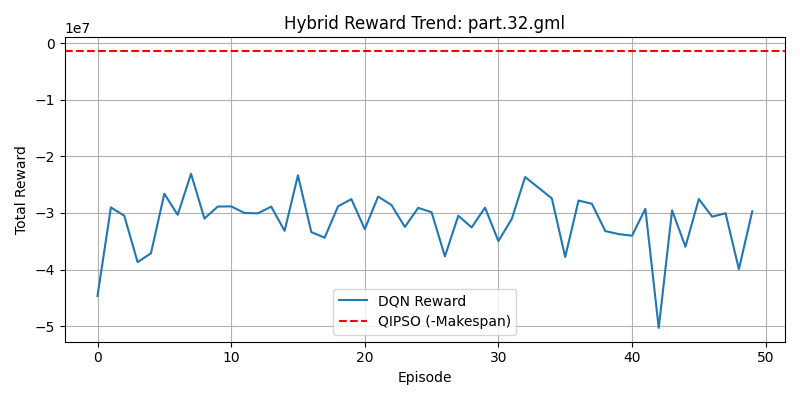 Hybrid Reward Trend: part.32.gml
1e7
0
−1
−2
−3
−4
−5
Total Reward
DQN Reward
QIPSO (-Makespan)
0 10 20 30 40 50
Episode